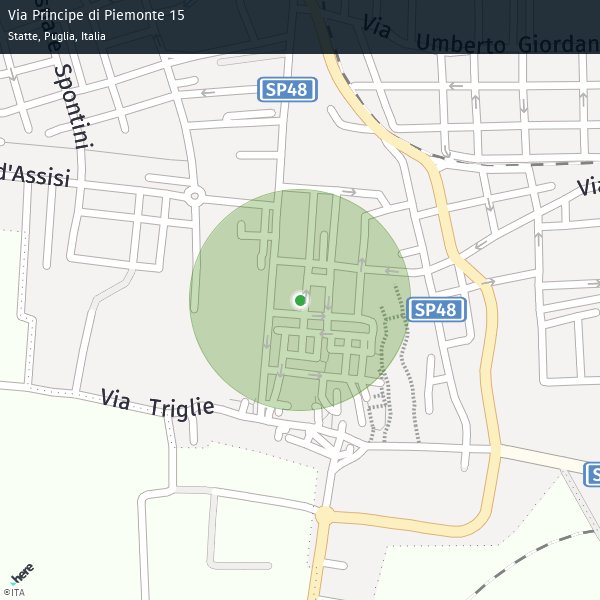 Via Principe di Piemonte 15
Statte, Puglia, Italia
Via Umberto Giordan
Spontini
SP48
d'Assisi
Via
SP48
Via Triglie
S
here
©ITA